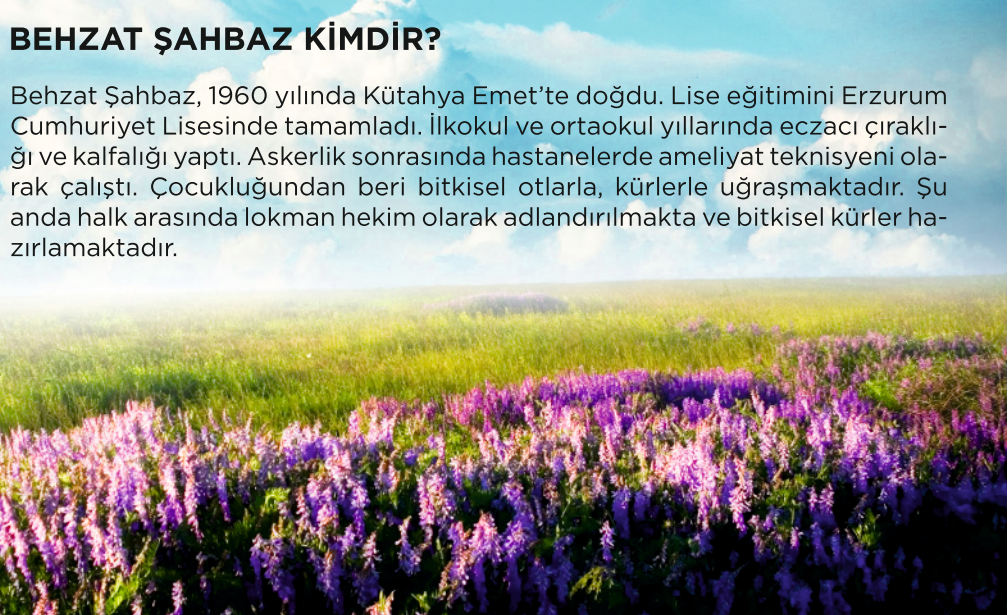 BEHZAT ŞAHBAZ KİMDİR?
Behzat Şahbaz, 1960 yılında Kütahya Emet’te doğdu. Lise eğitimini Erzurum
Cumhuriyet Lisesinde tamamladı. İlkokul ve ortaokul yıllarında eczacı çıraklı-
ğı ve kalfalığı yaptı. Askerlik sonrasında hastanelerde ameliyat teknisyeni ola-
rak çalıştı. Çocukluğundan beri bitkisel otlarla, kürlerle uğraşmaktadır. Şu
anda halk arasında lokman hekim olarak adlandırılmakta ve bitkisel kürler ha-
zırlamaktadır.